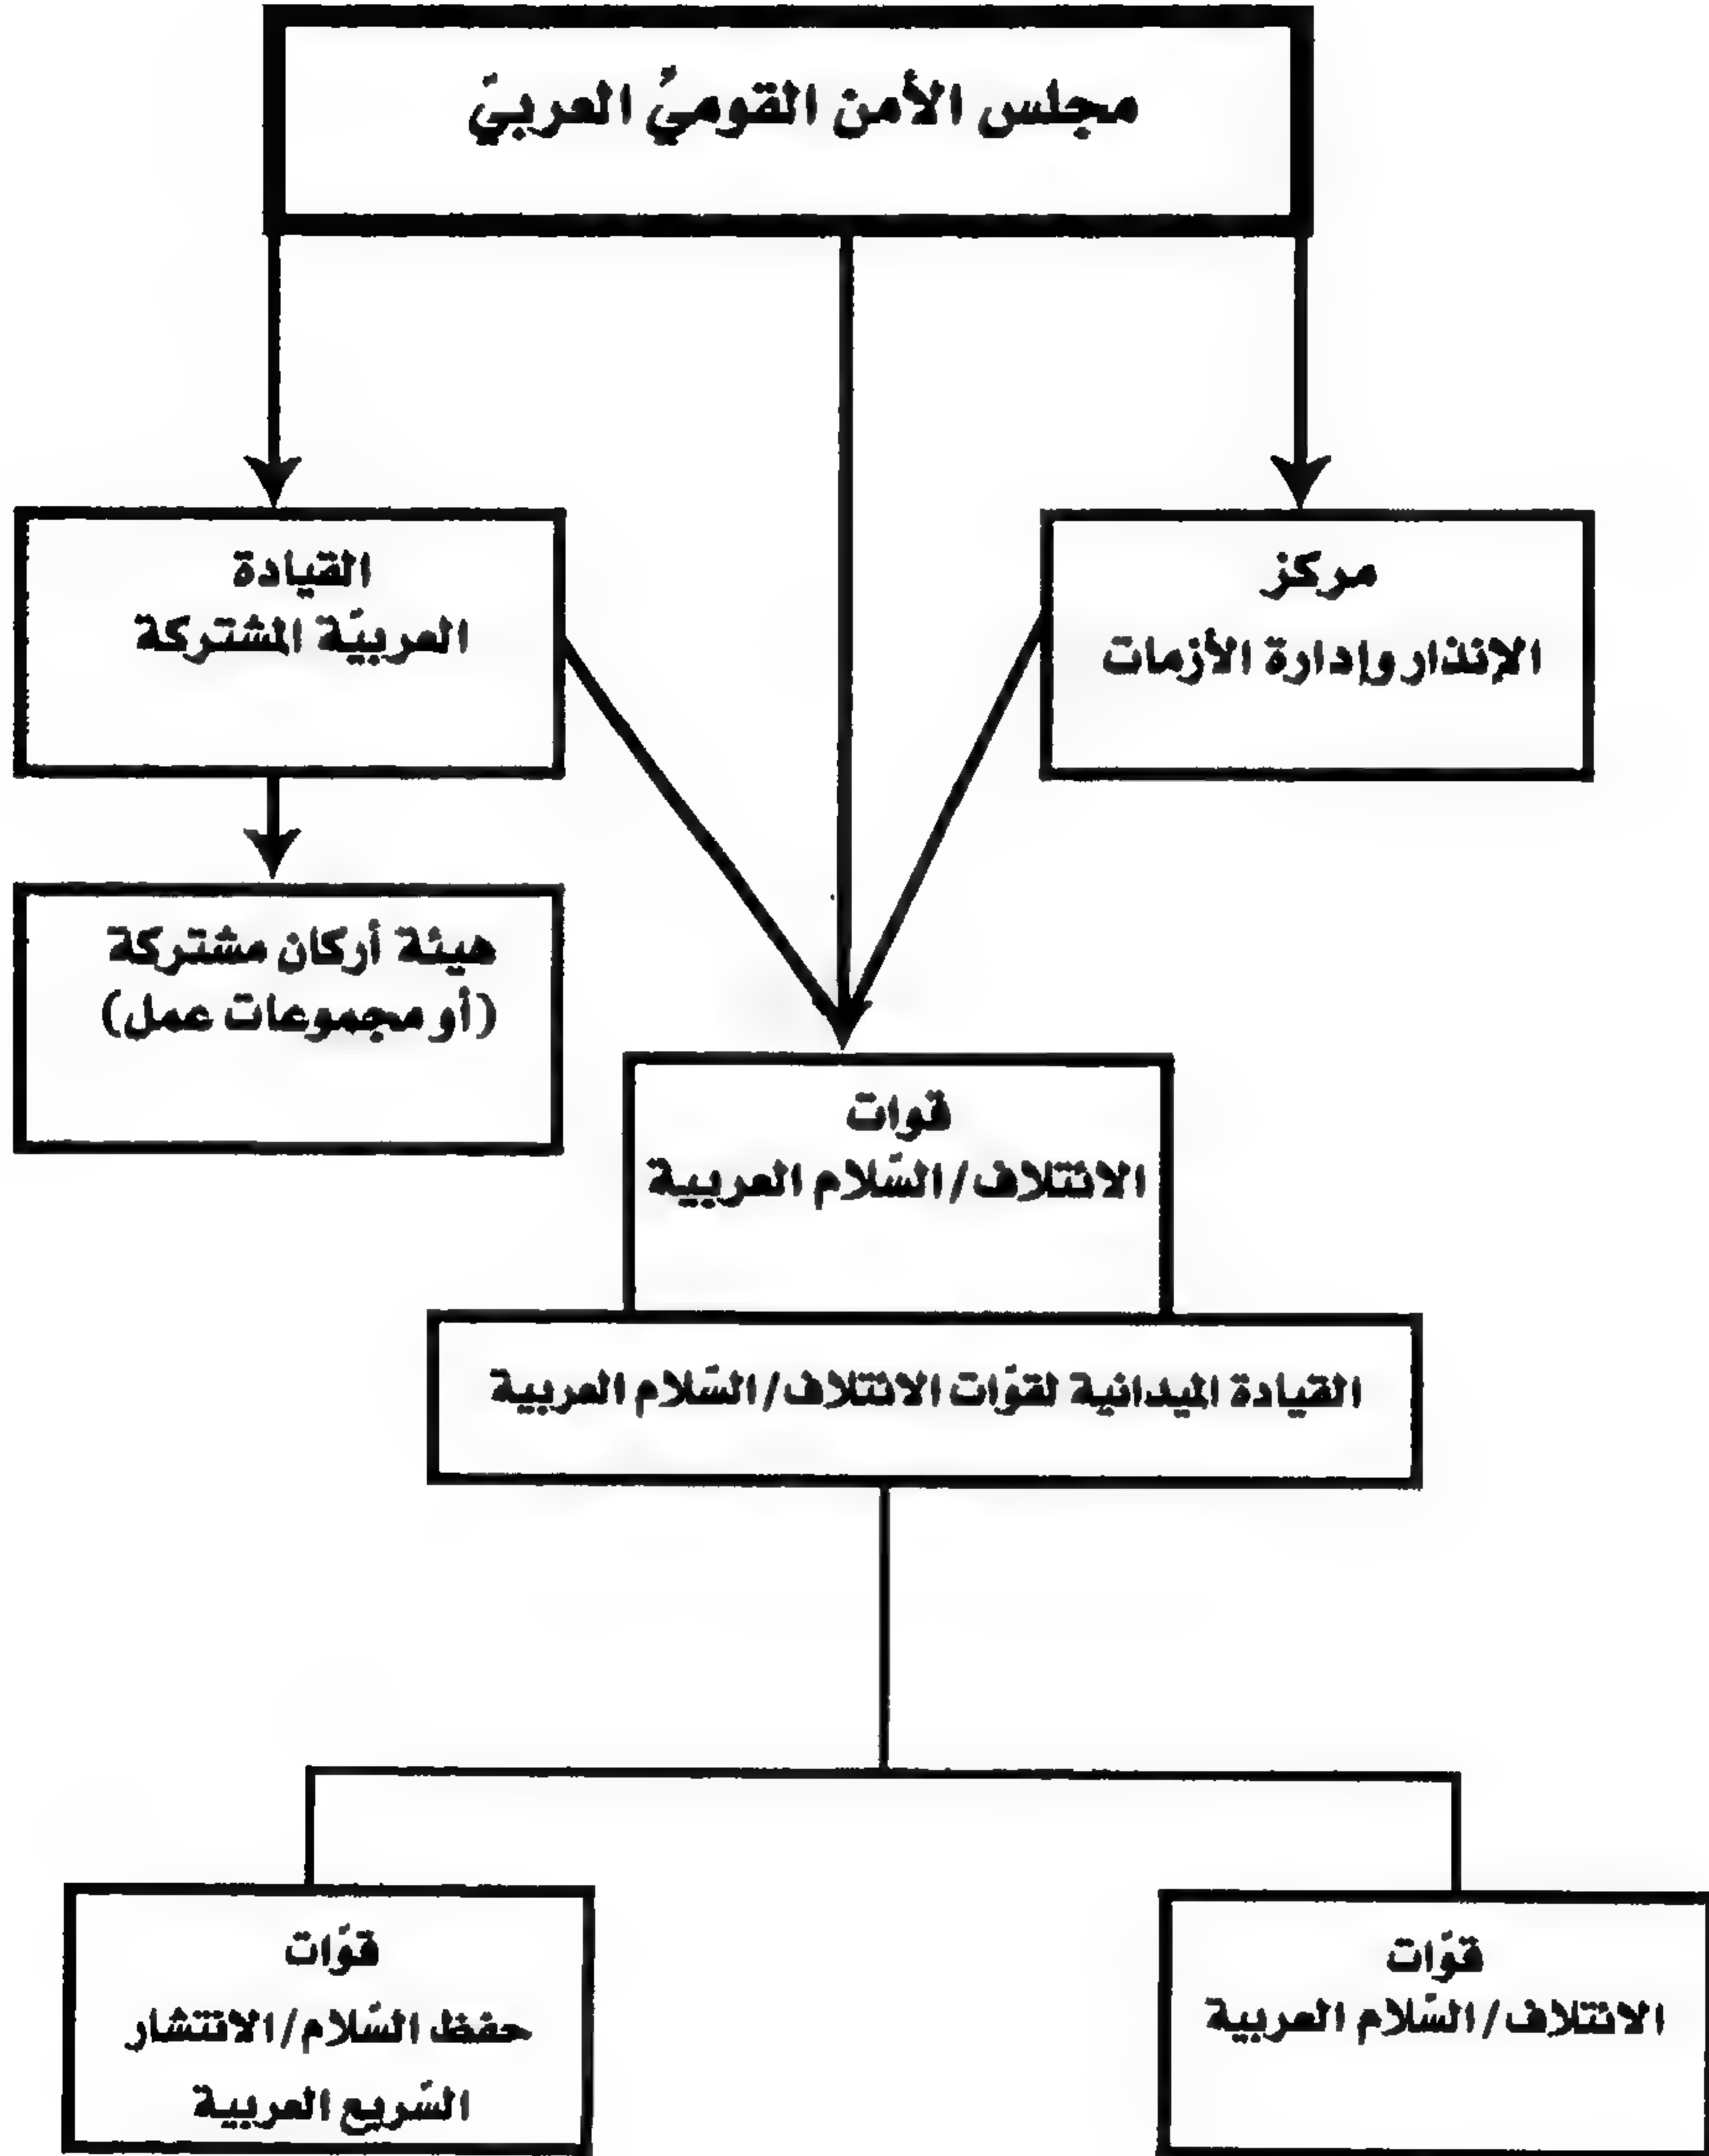 مجلس الأمن القوميّ العربيّ
مركز
الإنذار وإدارة الأزمات
القيادة
العربيّة المشتركة
هيئة أركان مشتركة
(أو مجموعات عمل)
قوات
الائتلاف/السّلام العربية
القيادة الميدانية لقوّات الائتلاف/السّلام العربية
قوّات
الائتلاف/السّلام العربية
قوّات
حفظ السّلام/الانتشار
السّريع العربية